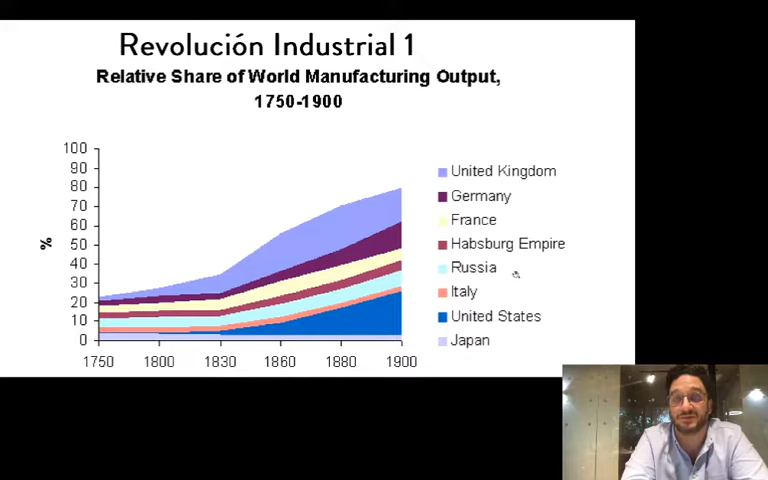 Revolución Industrial 1
Relative Share of World Manufacturing Output,
1750-1900
100
90
80
70
60
50
40
30
20
10
0
%
1750 1800 1830 1860 1880 1900
United Kingdom
Germany
France
Habsburg Empire
Russia
Italy
United States
Japan